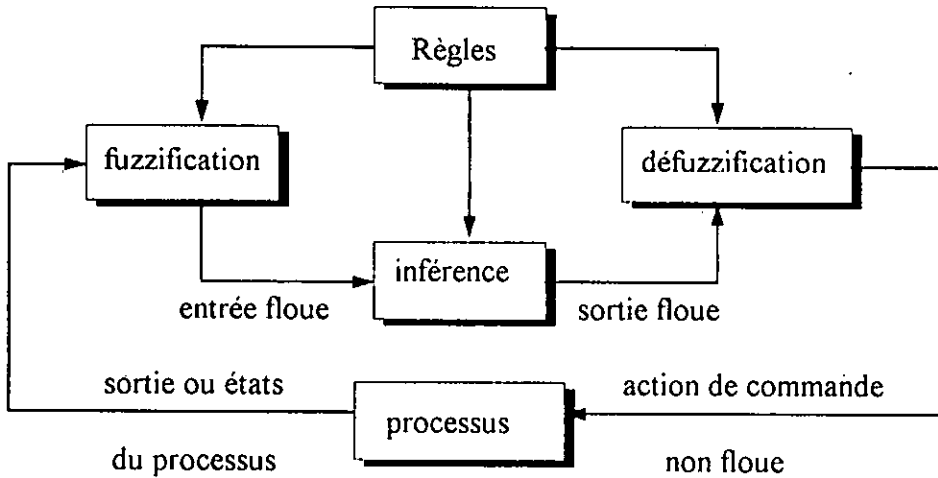 Règles
fuzzification
défuzzification
inférence
entrée floue
sortie floue
sortie ou états
action de commande
processus
du processus
non floue